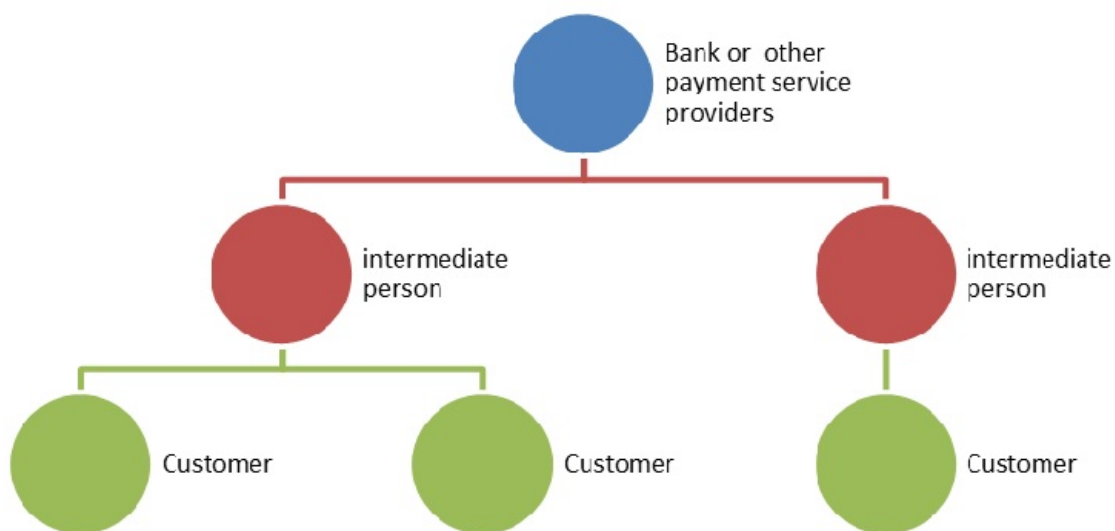 Bank or other
payment service
providers
intermediate
person
intermediate
person
Customer
Customer
Customer